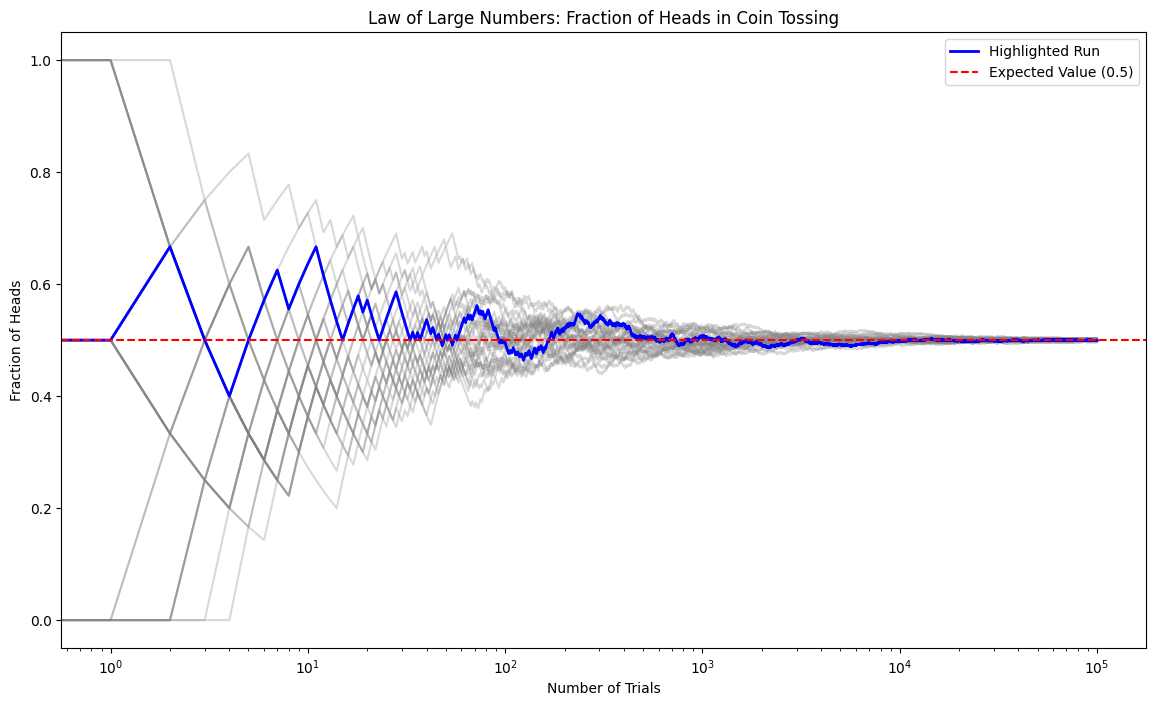 Law of Large Numbers: Fraction of Heads in Coin Tossing
Highlighted Run
Expected Value (0.5)
Fraction of Heads
1.0
0.8
0.6
0.4
0.2
0.0
10⁰ 10¹ 10² 10³ 10⁴ 10⁵
Number of Trials